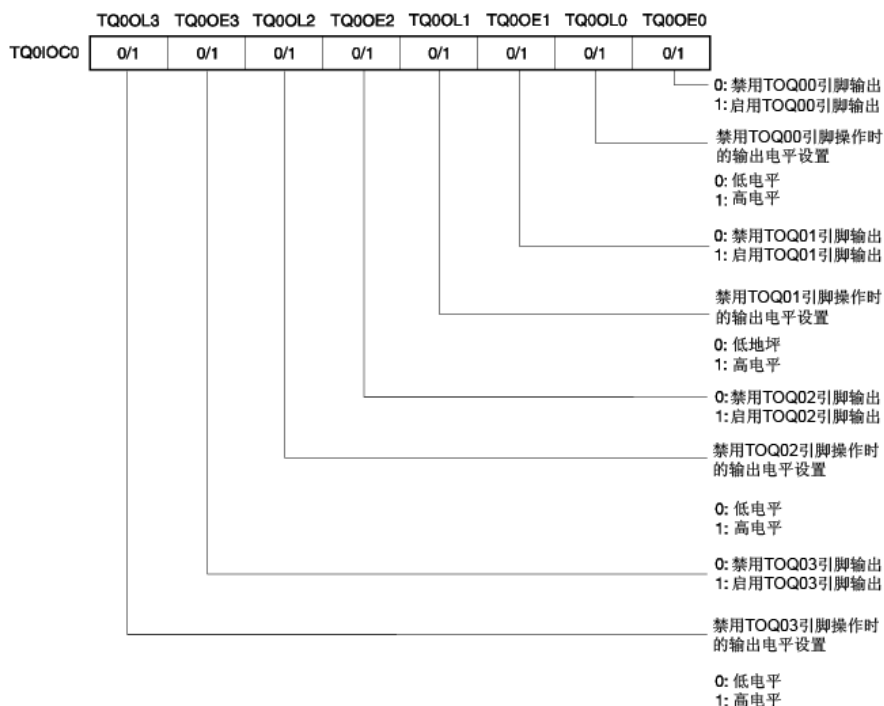 TQ0OL3 TQ0OE3 TQ0OL2 TQ0OE2 TQ0OL1 TQ0OE1 TQ0OL0 TQ0OE0
TQ0IOC0 0/1 0/1 0/1 0/1 0/1 0/1 0/1 0/1
0: 禁用TOQ00引脚输出
1: 启用TOQ00引脚输出
禁用TOQ00引脚操作时
的输出电平设置
0: 低电平
1: 高电平
0: 禁用TOQ01引脚输出
1: 启用TOQ01引脚输出
禁用TOQ01引脚操作时
的输出电平设置
0: 低地坪
1: 高电平
0: 禁用TOQ02引脚输出
1: 启用TOQ02引脚输出
禁用TOQ02引脚操作时
的输出电平设置
0: 低电平
1: 高电平
0: 禁用TOQ03引脚输出
1: 启用TOQ03引脚输出
禁用TOQ03引脚操作时
的输出电平设置
0: 低电平
1: 高电平